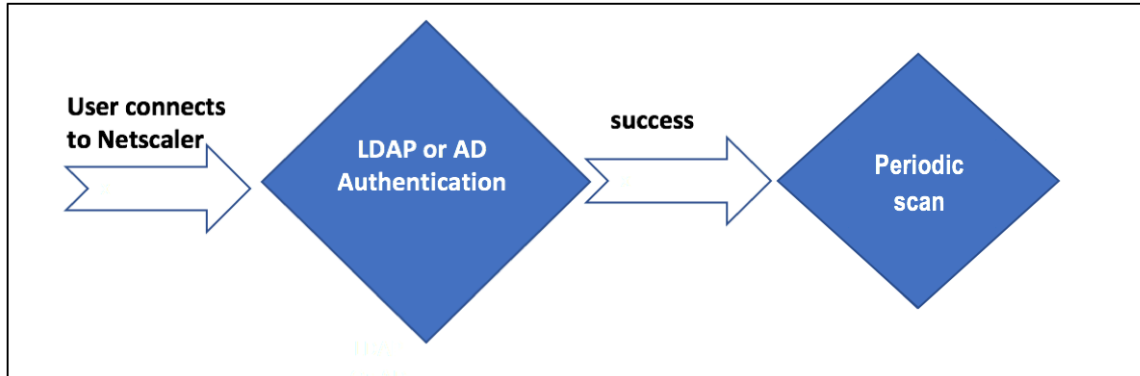 User connects
to Netscaler
LDAP or AD
Authentication
success
Periodic
scan